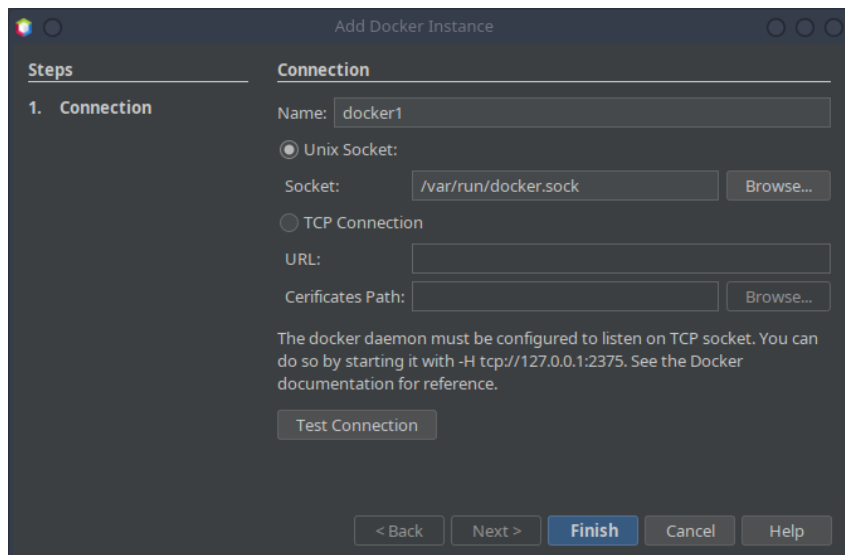 Add Docker Instance
Steps
1. Connection
Connection
Name: docker1
Unix Socket:
Socket: /var/run/docker.sock Browse...
TCP Connection
URL:
Cerificates Path: Browse...
The docker daemon must be configured to listen on TCP socket. You can
do so by starting it with -H tcp://127.0.0.1:2375. See the Docker
documentation for reference.
Test Connection
< Back Next > Finish Cancel Help